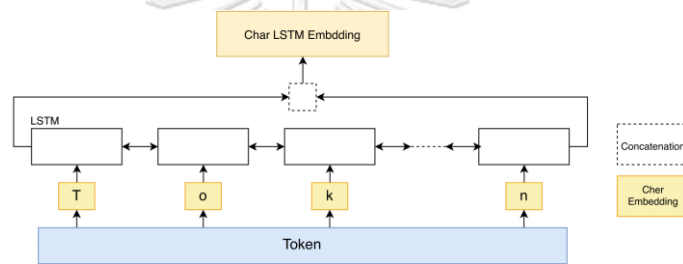 Char LSTM Embdding
LSTM
Concatenation
T
o
k
n
Cher
Embedding
Token